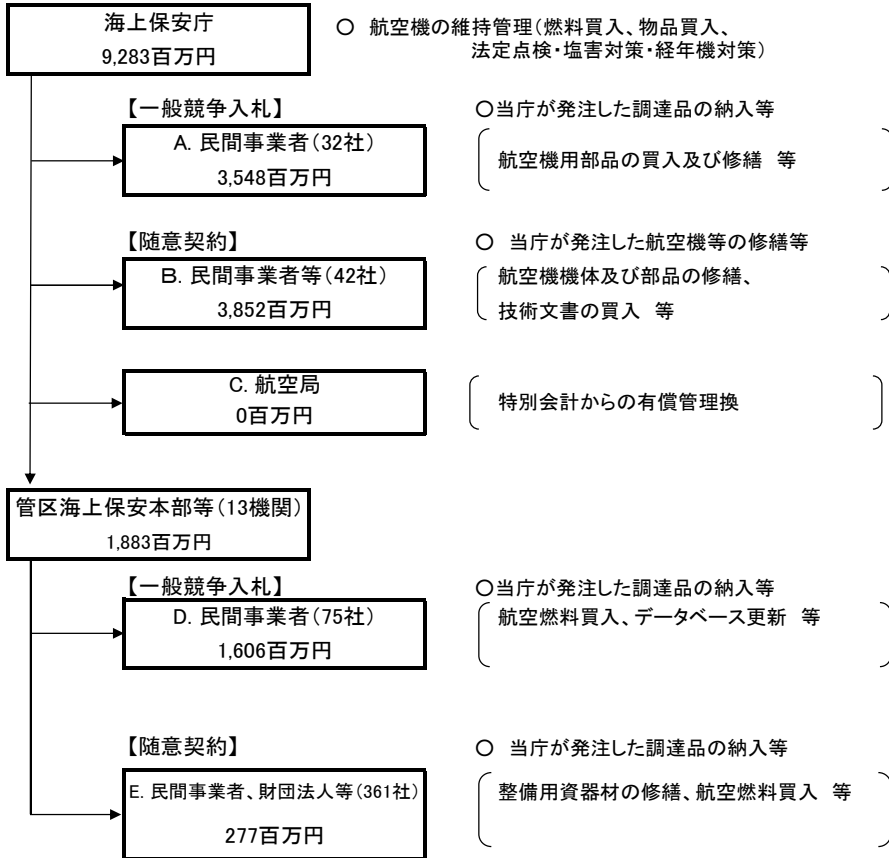 海上保安庁
9,283百万円
○ 航空機の維持管理(燃料買入、物品買入、
法定点検・塩害対策・経年機対策)
【一般競争入札】
○当庁が発注した調達品の納入等
A. 民間事業者(32社)
3,548百万円
航空機用部品の買入及び修繕 等
【随意契約】
○ 当庁が発注した航空機等の修繕等
B. 民間事業者等(42社)
3,852百万円
航空機機体及び部品の修繕、
技術文書の買入 等
C. 航空局
0百万円
特別会計からの有償管理換
管区海上保安本部等(13機関)
1,883百万円
【一般競争入札】
○当庁が発注した調達品の納入等
D. 民間事業者(75社)
1,606百万円
航空燃料買入、データベース更新 等
【随意契約】
○ 当庁が発注した調達品の納入等
E. 民間事業者、財団法人等(361社)
277百万円
整備用資器材の修繕、航空燃料買入 等